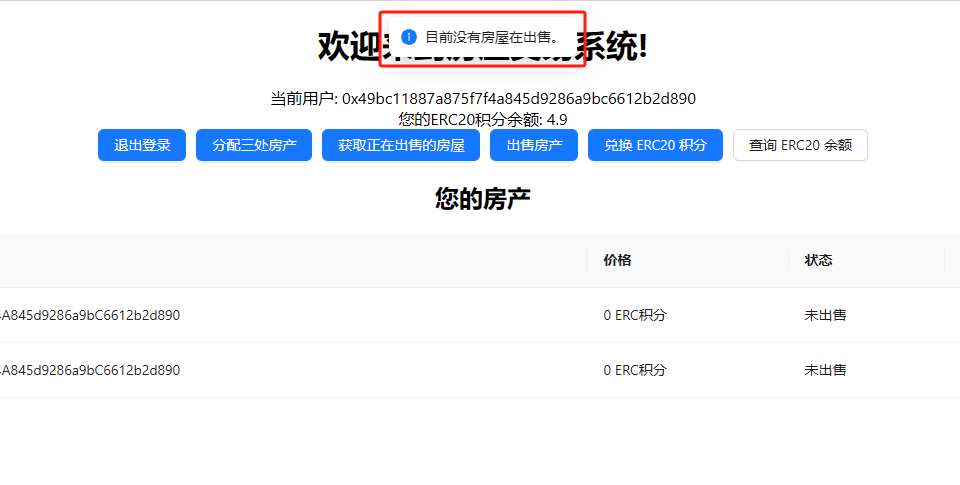 目前没有房屋在出售。
欢迎
系统!
当前用户: 0x49bc11887a875f7f4a845d9286a9bc6612b2d890
您的ERC20积分余额: 4.9
退出登录 分配三处房产 获取正在出售的房屋 出售房产 兑换 ERC20 积分 查询 ERC20 余额
您的房产
价格 状态
A845d9286a9bC6612b2d890 0 ERC积分 未出售
A845d9286a9bC6612b2d890 0 ERC积分 未出售